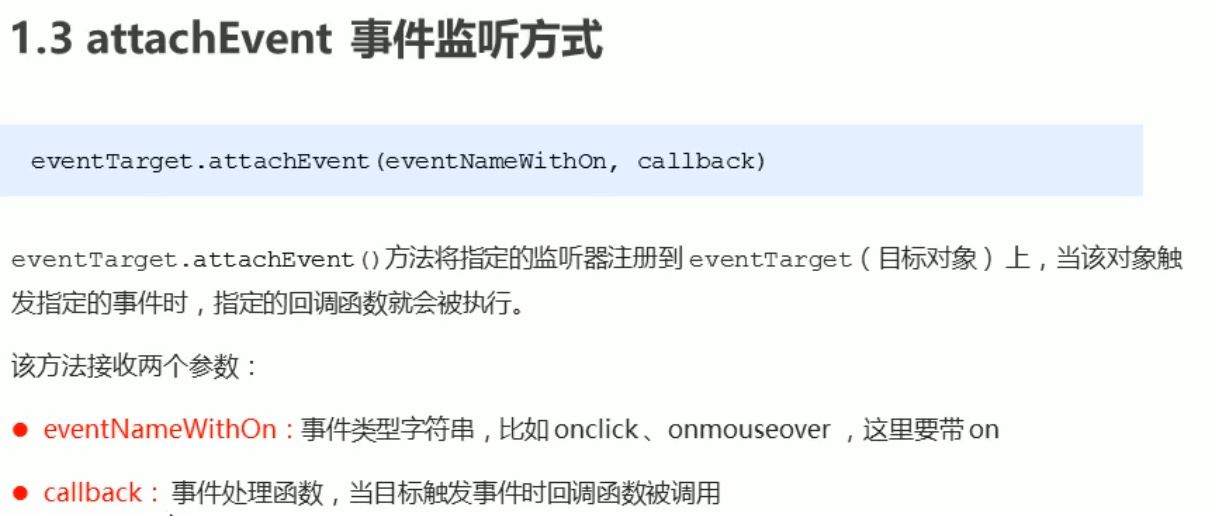 1.3 attachEvent 事件监听方式
eventTarget.attachEvent(eventNameWithOn, callback)
eventTarget.attachEvent()方法将指定的监听器注册到 eventTarget（目标对象）上，当该对象触
发指定的事件时，指定的回调函数就会被执行。
该方法接收两个参数：
● eventNameWithOn：事件类型字符串，比如 onclick、onmouseover ，这里要带 on
● callback： 事件处理函数，当目标触发事件时回调函数被调用